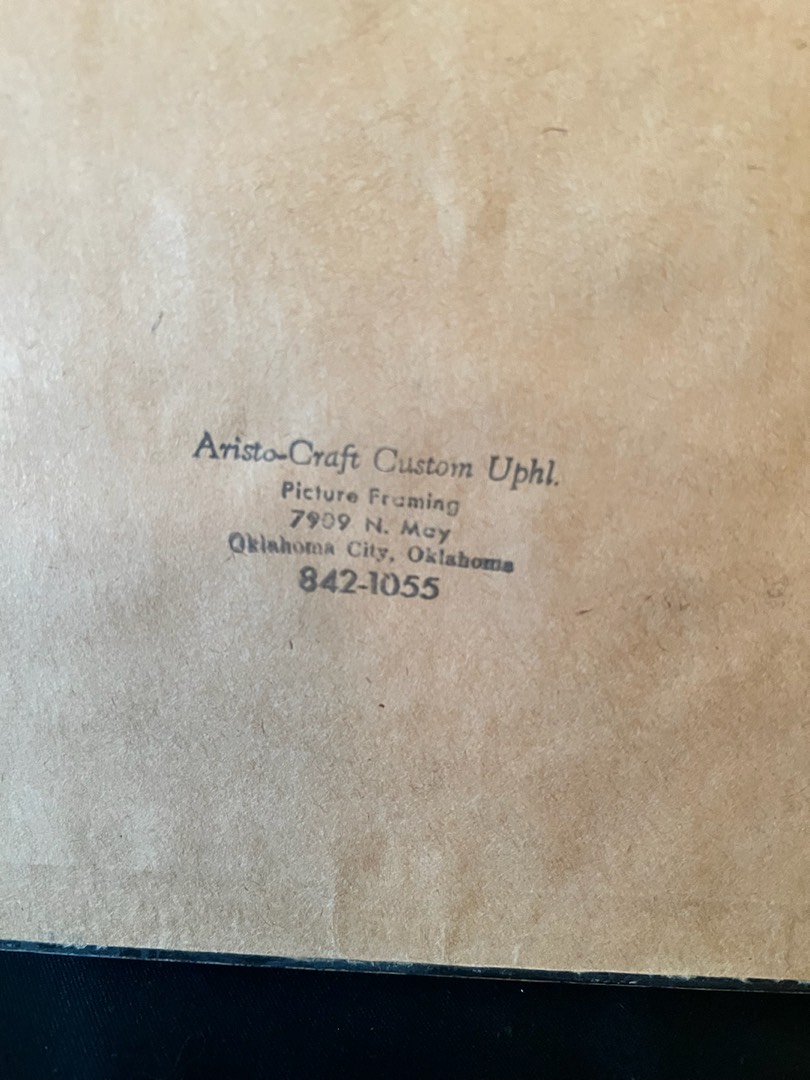 Aristo-Craft Custom Uphl.
Picture Framing
7909 N. May
Oklahoma City, Oklahoma
842-1055